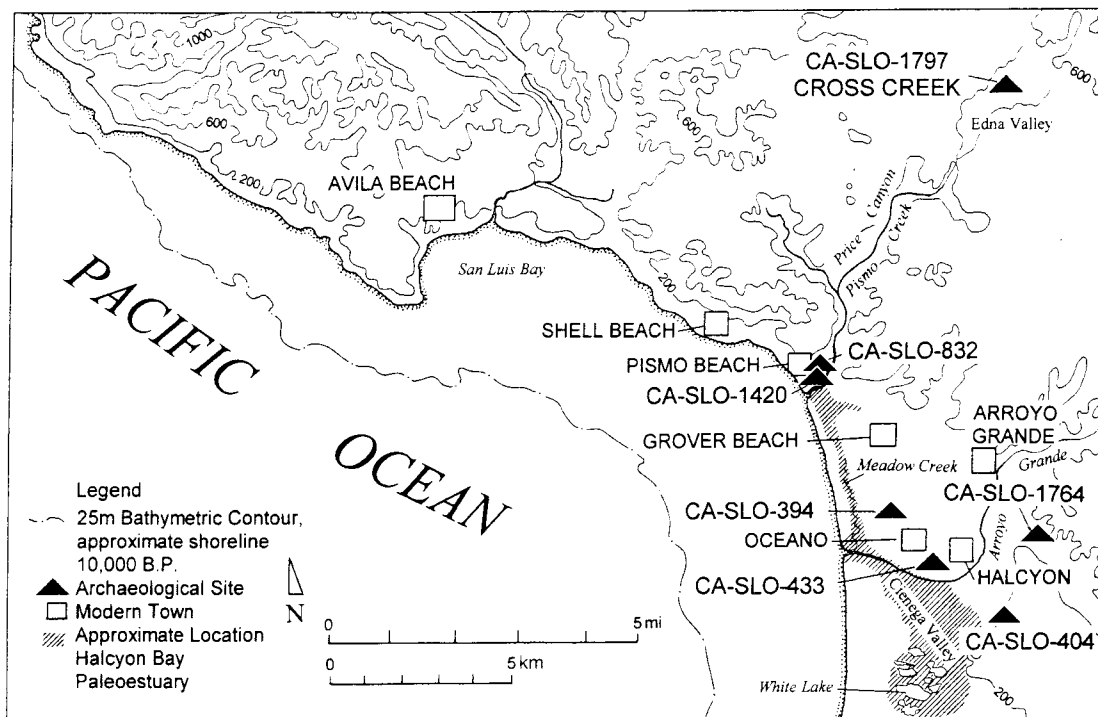 1000
600
200
AVILA BEACH
San Luis Bay
CA-SLO-1797
CROSS CREEK
600
Edna Valley
600
Price Canyon
Pismo Creek
200
SHELL BEACH
PISMO BEACH
CA-SLO-832
CA-SLO-1420
GROVER BEACH
ARROYO
GRANDE
Meadow Creek
Arroyo Grande
CA-SLO-1764
CA-SLO-394
OCEANO
HALCYON
CA-SLO-433
Cienega Valley
CA-SLO-404
White Lake
200
PACIFIC
OCEAN
Legend
25m Bathymetric Contour,
approximate shoreline
10,000 B.P.
Archaeological Site
Modern Town
Approximate Location
Halcyon Bay
Paleoestuary
N
0 5 mi
0 5 km